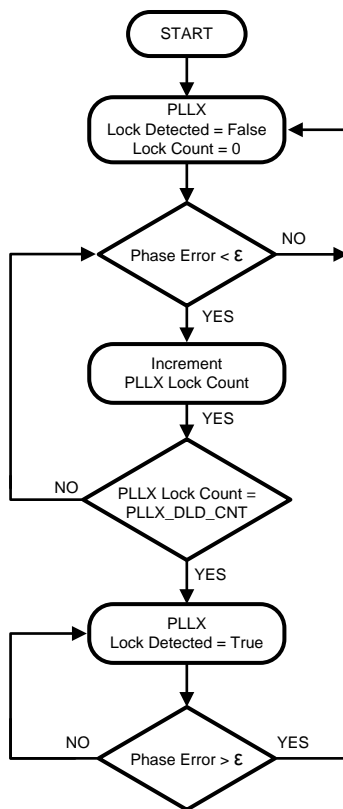 START
PLLX
Lock Detected = False
Lock Count = 0
Phase Error < ε
NO
YES
Increment
PLLX Lock Count
YES
NO
PLLX Lock Count =
PLLX_DLD_CNT
YES
PLLX
Lock Detected = True
NO
Phase Error > ε
YES